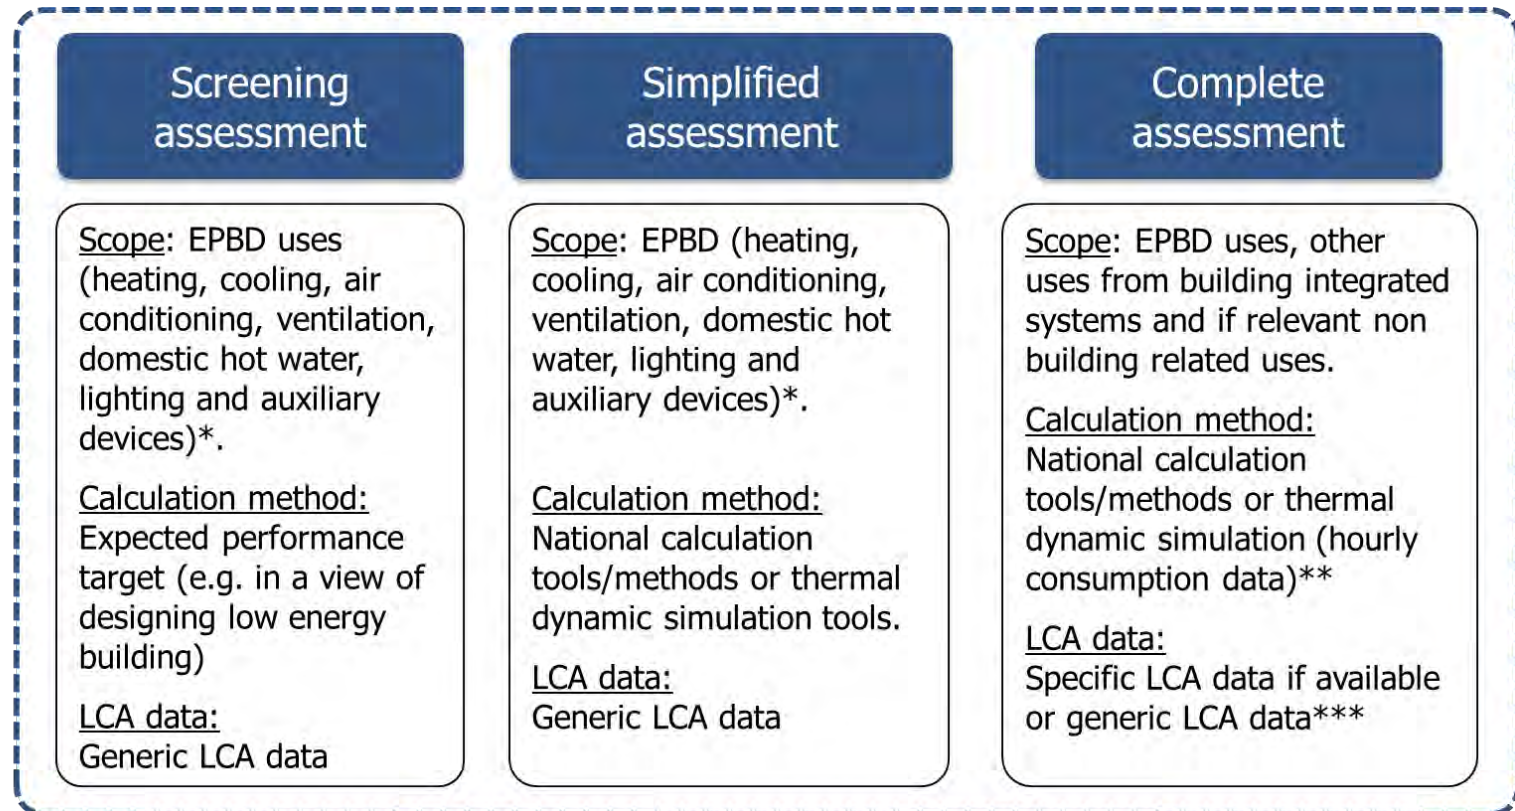 Screening
assessment
Scope: EPBD uses
(heating, cooling, air
conditioning, ventilation,
domestic hot water,
lighting and auxiliary
devices)*.
Calculation method:
Expected performance
target (e.g. in a view of
designing low energy
building)
LCA data:
Generic LCA data
Simplified
assessment
Scope: EPBD (heating,
cooling, air conditioning,
ventilation, domestic hot
water, lighting and
auxiliary devices)*.
Calculation method:
National calculation
tools/methods or thermal
dynamic simulation tools.
LCA data:
Generic LCA data
Complete
assessment
Scope: EPBD uses, other
uses from building integrated
systems and if relevant non
building related uses.
Calculation method:
National calculation
tools/methods or thermal
dynamic simulation (hourly
consumption data)**
LCA data:
Specific LCA data if available
or generic LCA data***